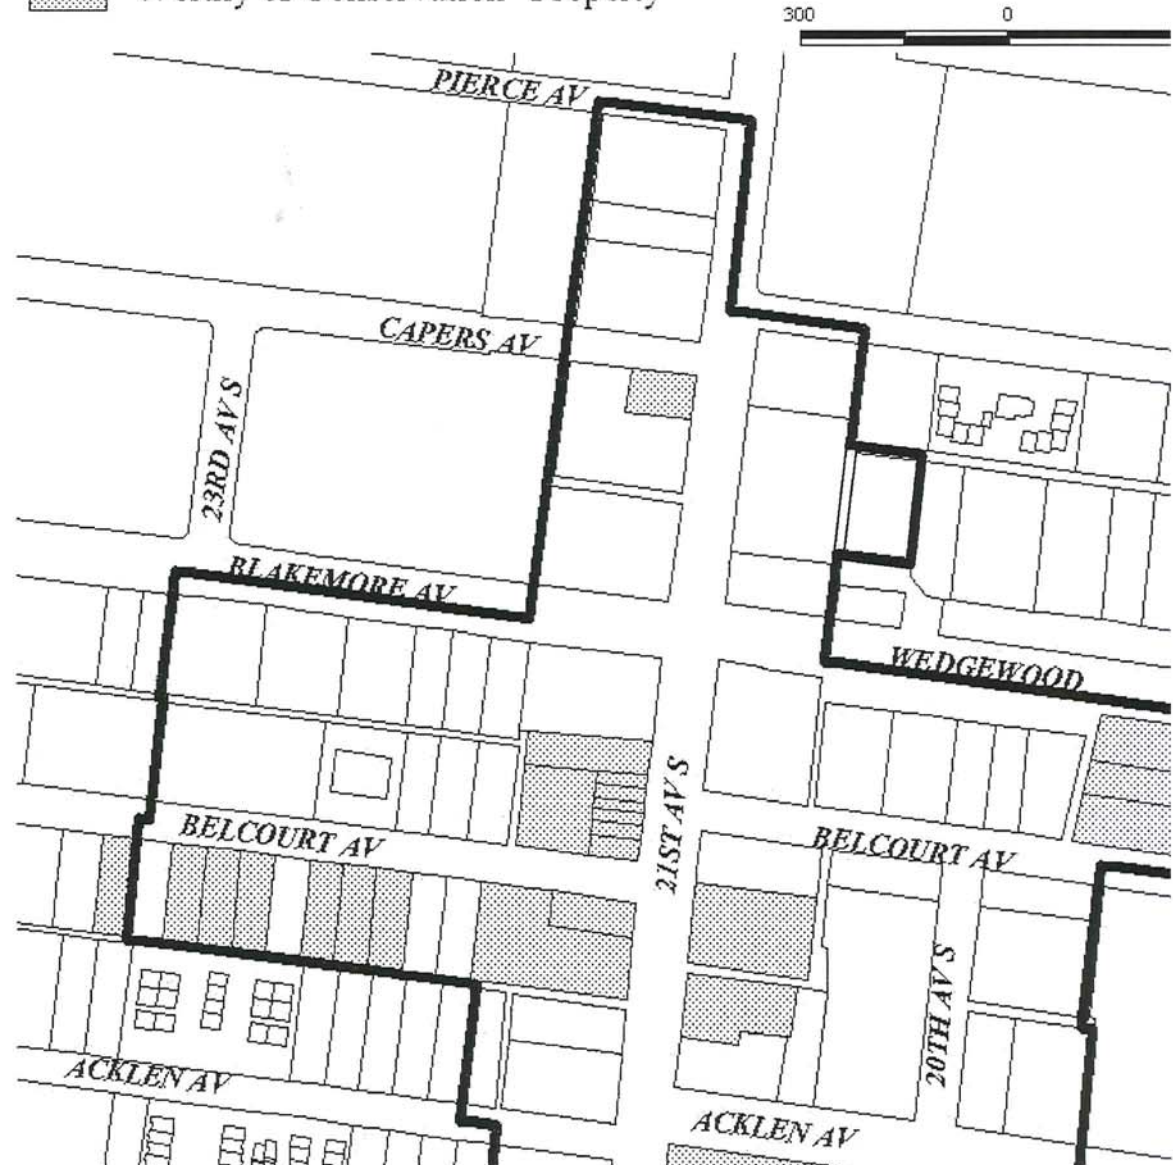 Property
300 0
PIERCE AV
CAPERS AV
23RD AV S
BLAKEMORE AV
WEDGEWOOD
21ST AV S
BELCOURT AV
BELCOURT AV
20TH AV S
ACKLEN AV
ACKLEN AV